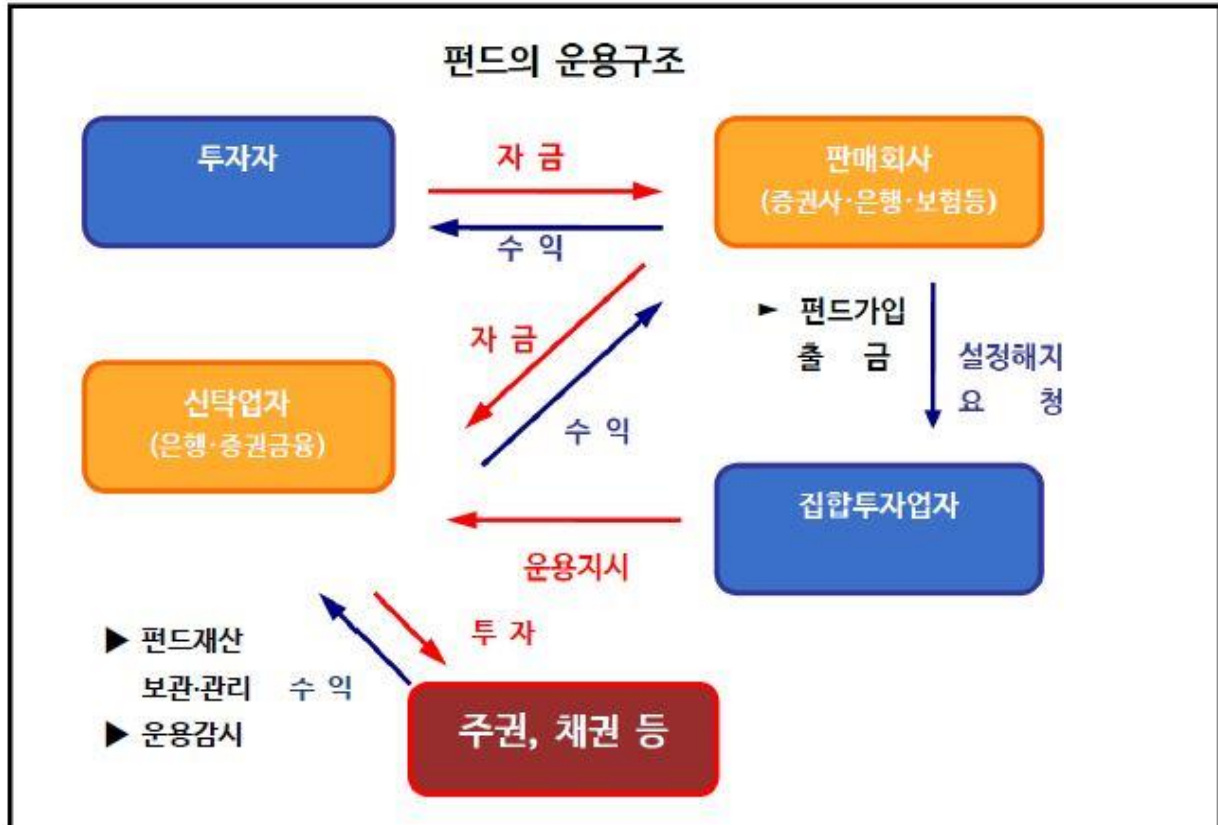 펀드의 운용구조
투자자
자 금
수 익
판매회사
(증권사·은행·보험등)
자 금
수 익
► 펀드가입
출 금
설정해지
요 청
신탁업자
(은행·증권금융)
집합투자업자
운용지시
▶ 펀드재산
보관·관리
▶ 운용감시
수 익
투 자
주권, 채권 등